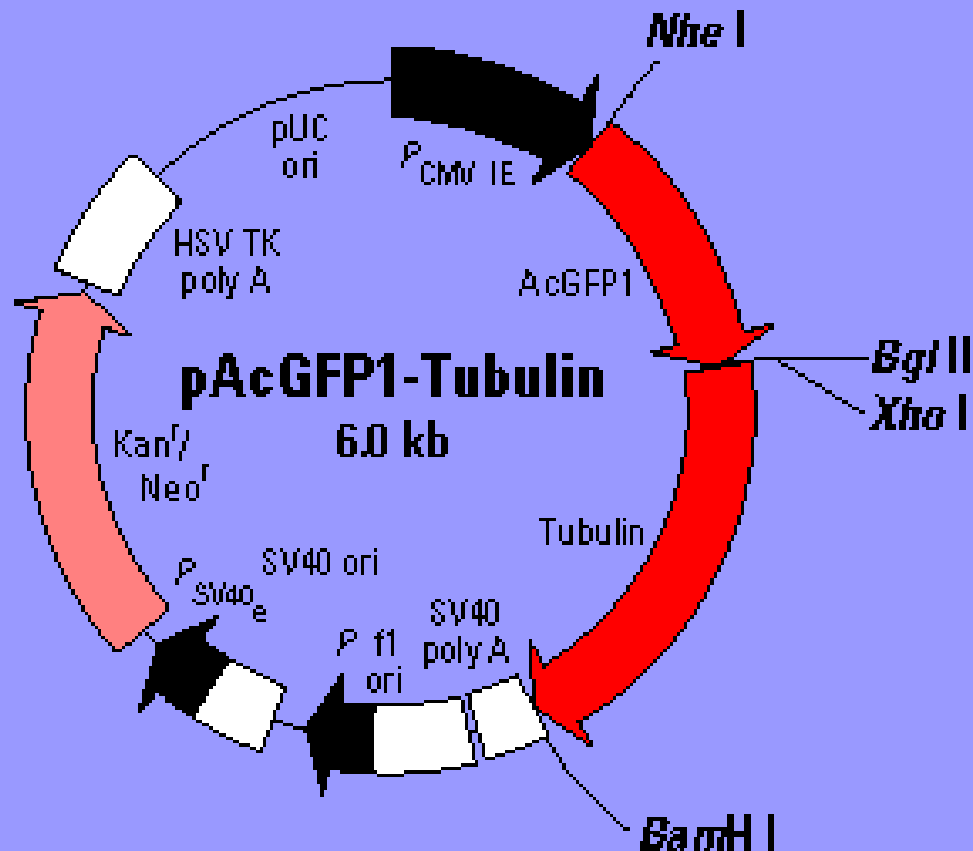 Nhe I
pUC
ori
P CMV IE
HSV TK
poly A
AcGFP1
pAcGFP1-Tubulin
6.0 kb
Bgl II
Xho I
Kanʳ/
Neoʳ
Tubulin
SV40 ori
P SV40e
SV40
poly A
P f1
ori
BamH I